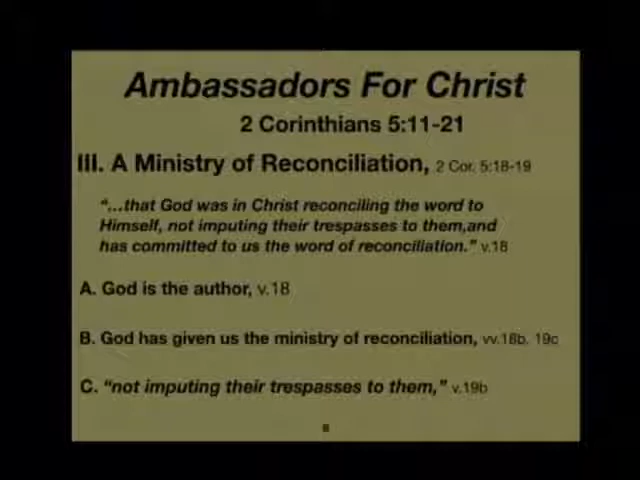 Ambassadors For Christ
2 Corinthians 5:11-21
III. A Ministry of Reconciliation, 2 Cor. 5:18-19
“...that God was in Christ reconciling the word to
Himself, not imputing their trespasses to them,and
has committed to us the word of reconciliation.” v.18
A. God is the author, v.18
B. God has given us the ministry of reconciliation, vv.18b. 19c
C. “not imputing their trespasses to them,” v.19b